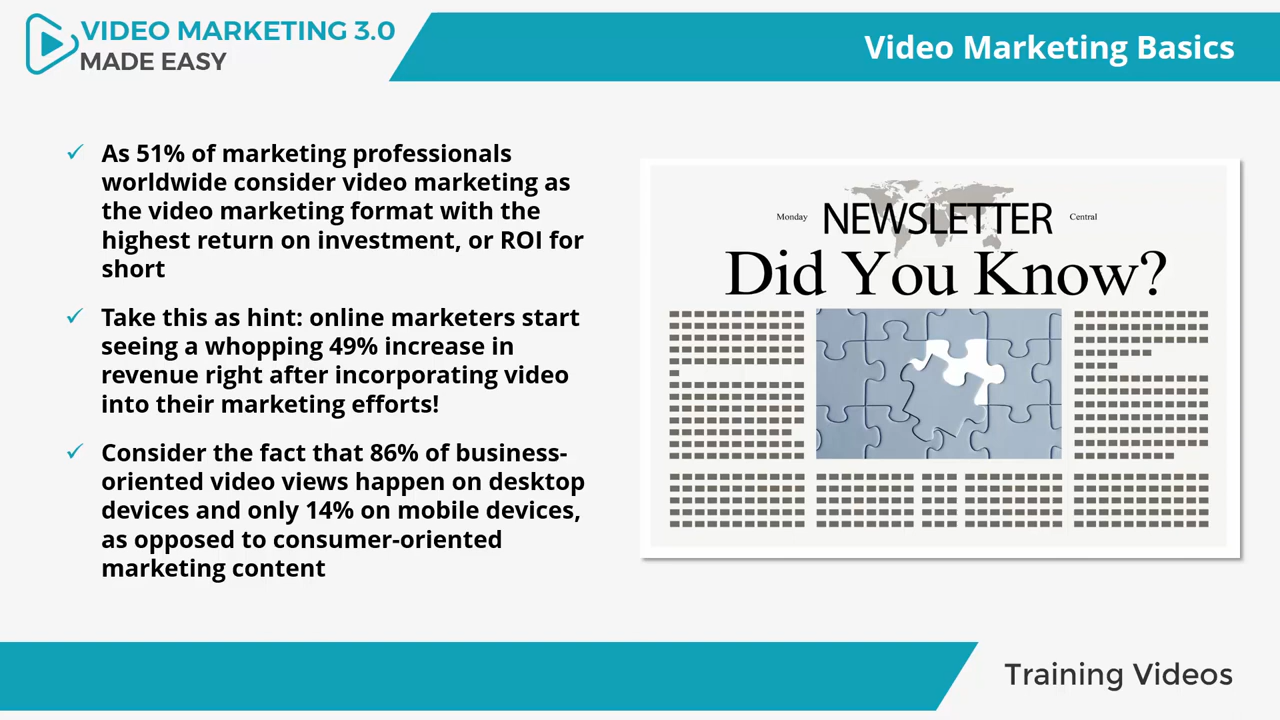 VIDEO MARKETING 3.0
MADE EASY
Video Marketing Basics
As 51% of marketing professionals
worldwide consider video marketing as
the video marketing format with the
highest return on investment, or ROI for
short
Take this as hint: online marketers start
seeing a whopping 49% increase in
revenue right after incorporating video
into their marketing efforts!
Consider the fact that 86% of business-
oriented video views happen on desktop
devices and only 14% on mobile devices,
as opposed to consumer-oriented
marketing content
Monday NEWSLETTER Central
Did You Know?
Training Videos